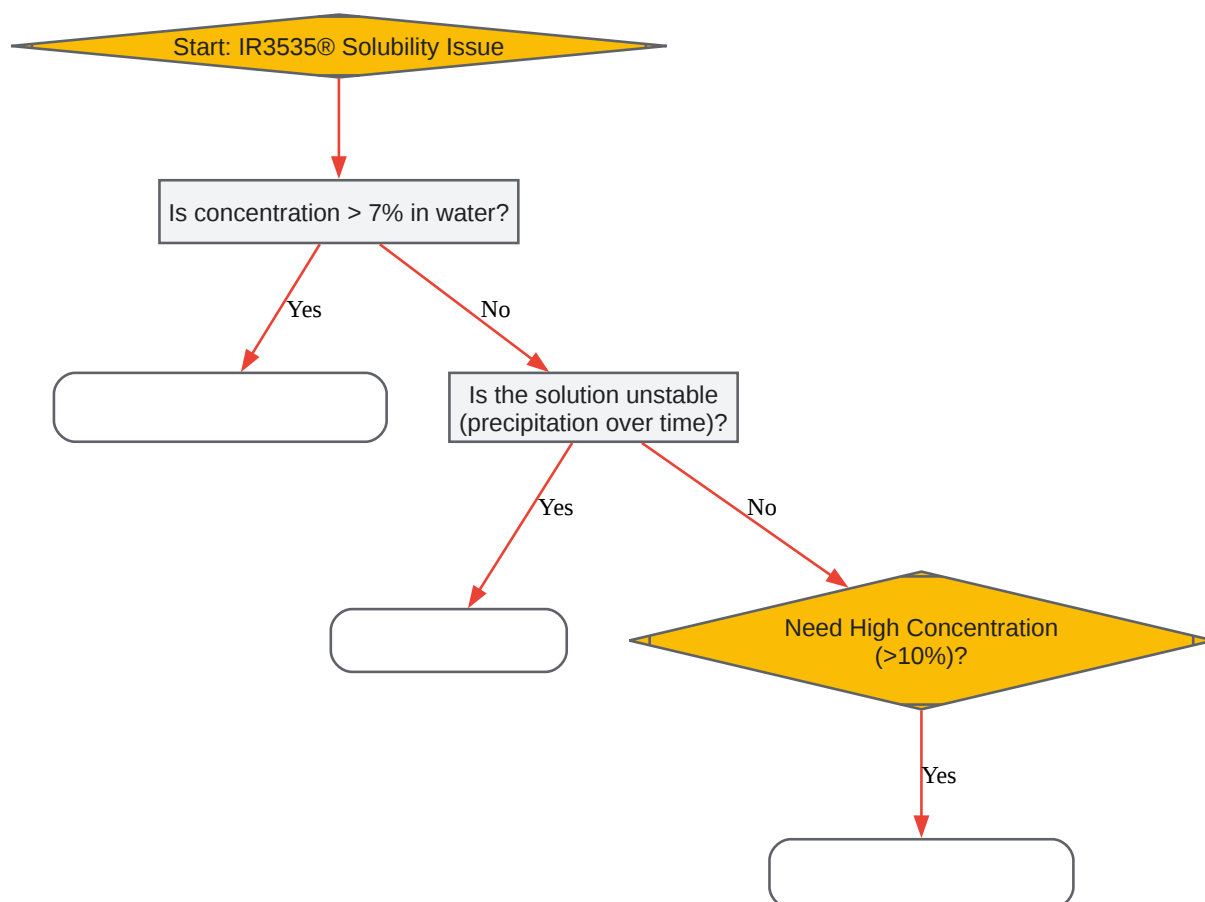 Start: IR3535® Solubility Issue
Is concentration > 7% in water?
Yes
No
Is the solution unstable
(precipitation over time)?
Yes
No
Need High Concentration
(>10%)?
Yes